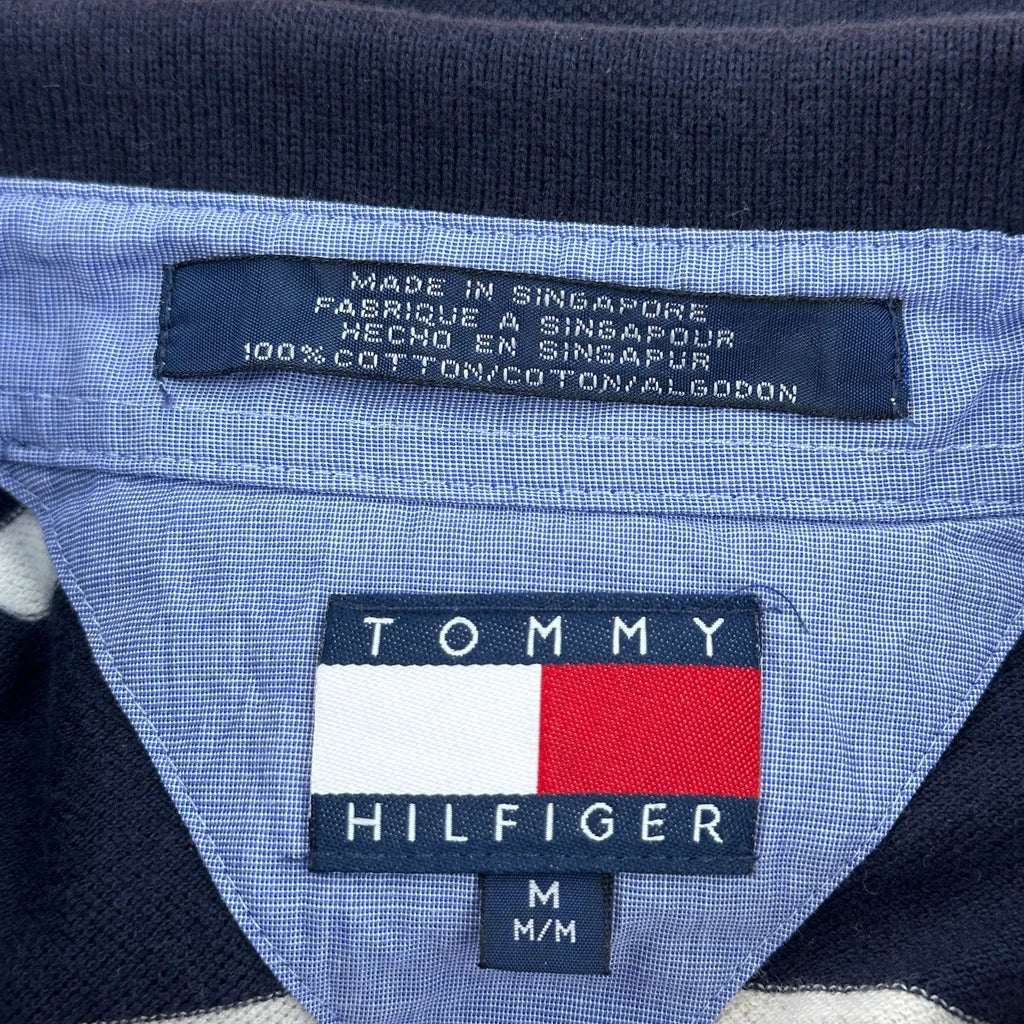 MADE IN SINGAPORE
FABRIQUE A SINGAPOUR
HECHO EN SINGAPUR
100% COTTON/COTON/ALGODON
TOMMY
HILFIGER
M
M/M